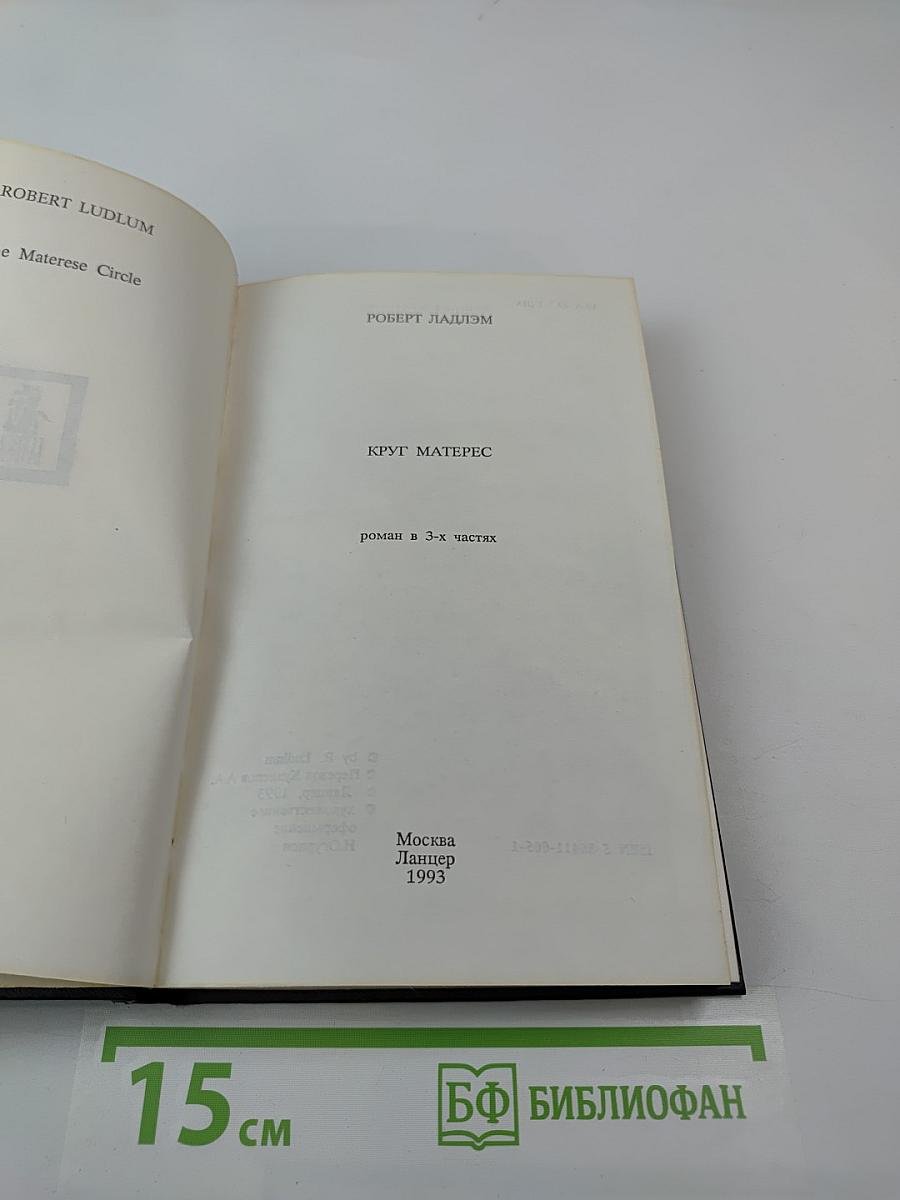 ROBERT LUDLUM
e Materese Circle
РОБЕРТ ЛАДЛЭМ
КРУГ МАТЕРЕС
роман в 3-х частях
Москва
Ланцер
1993
15 см
БФ БИБЛИОФАН